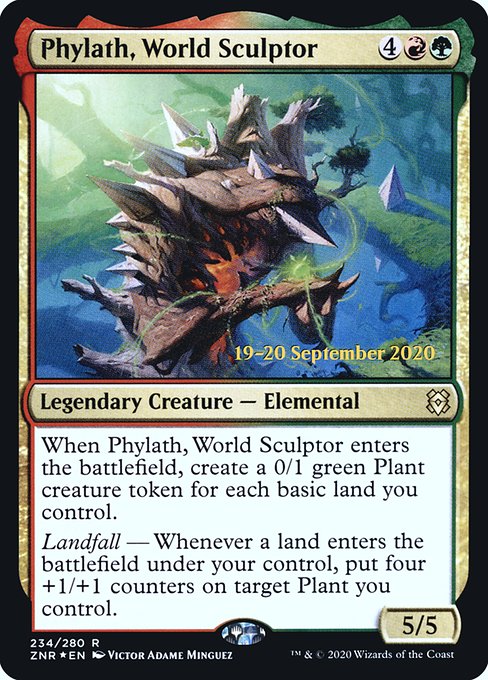 Phylath, World Sculptor 4
19–20 September 2020
Legendary Creature — Elemental
When Phylath, World Sculptor enters
the battlefield, create a 0/1 green Plant
creature token for each basic land you
control.
Landfall — Whenever a land enters the
battlefield under your control, put four
+1/+1 counters on target Plant you
control.
5/5
234/280 R
ZNR ★ EN Victor Adame Minguez
™ & © 2020 Wizards of the Coast